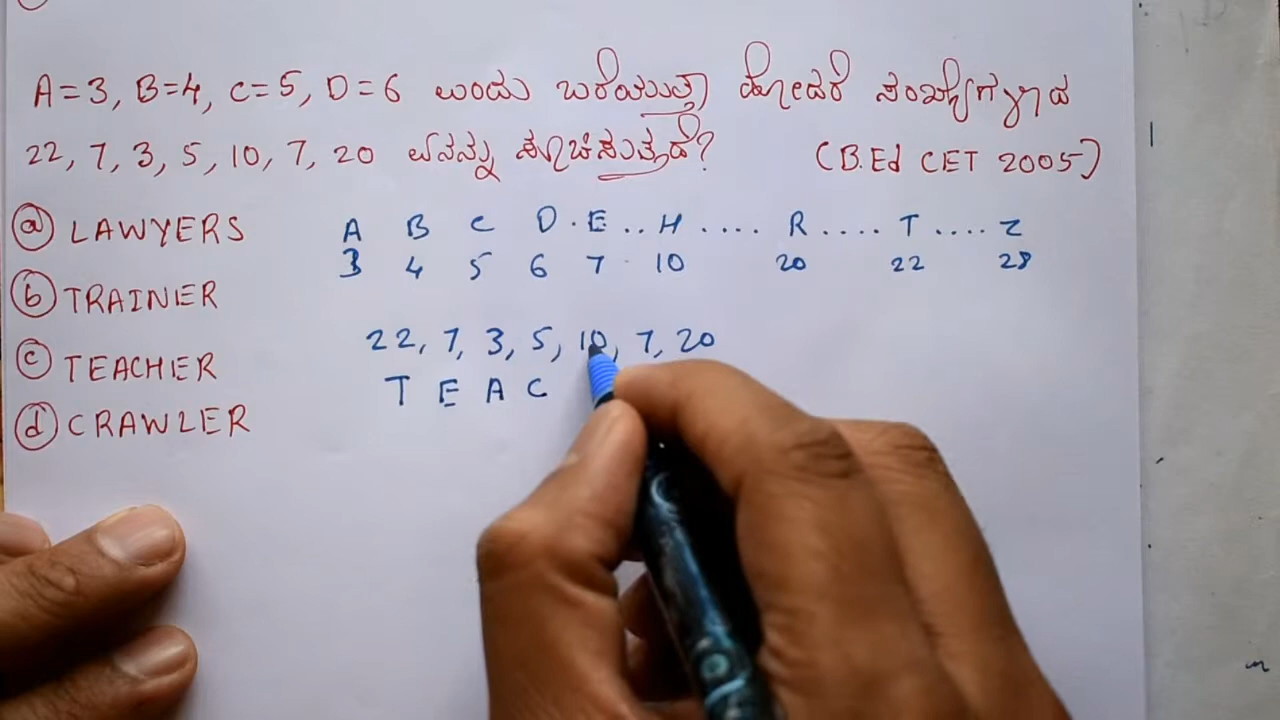 A=3, B=4, C=5, D=6 ಎಂದು ಬರೆಯುತ್ತಾ ಹೋದರೆ ಸಂಖ್ಯೆಗಳಾದ
22, 7, 3, 5, 10, 7, 20 ಏನನ್ನು ಸೂಚಿಸುತ್ತದೆ? (B.Ed CET 2005)
ⓐ LAWYERS
ⓑ TRAINER
ⓒ TEACHER
ⓓ CRAWLER
A B C D . E .. H .... R .... T .... Z
3 4 5 6 7 10 20 22 28
22, 7, 3, 5, 10, 7, 20
T E A C